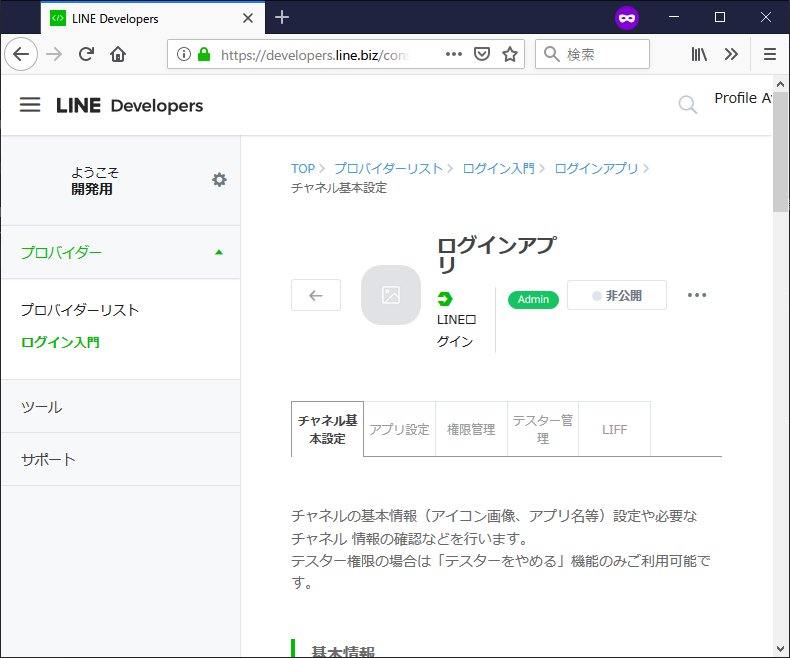 LINE Developers
https://developers.line.biz/con
検索
LINE Developers
Profile A
ようこそ
開発用
プロバイダー
プロバイダーリスト
ログイン入門
ツール
サポート
TOP
プロバイダーリスト
ログイン入門
ログインアプリ
チャネル基本設定
ログインアプ
リ
LINEロ
グイン
Admin
非公開
チャネル基
本設定
アプリ設定
権限管理
テスター管
理
LIFF
チャネルの基本情報（アイコン画像、アプリ名等）設定や必要な
チャネル 情報の確認などを行います。
テスター権限の場合は「テスターをやめる」機能のみご利用可能で
す。
基本情報